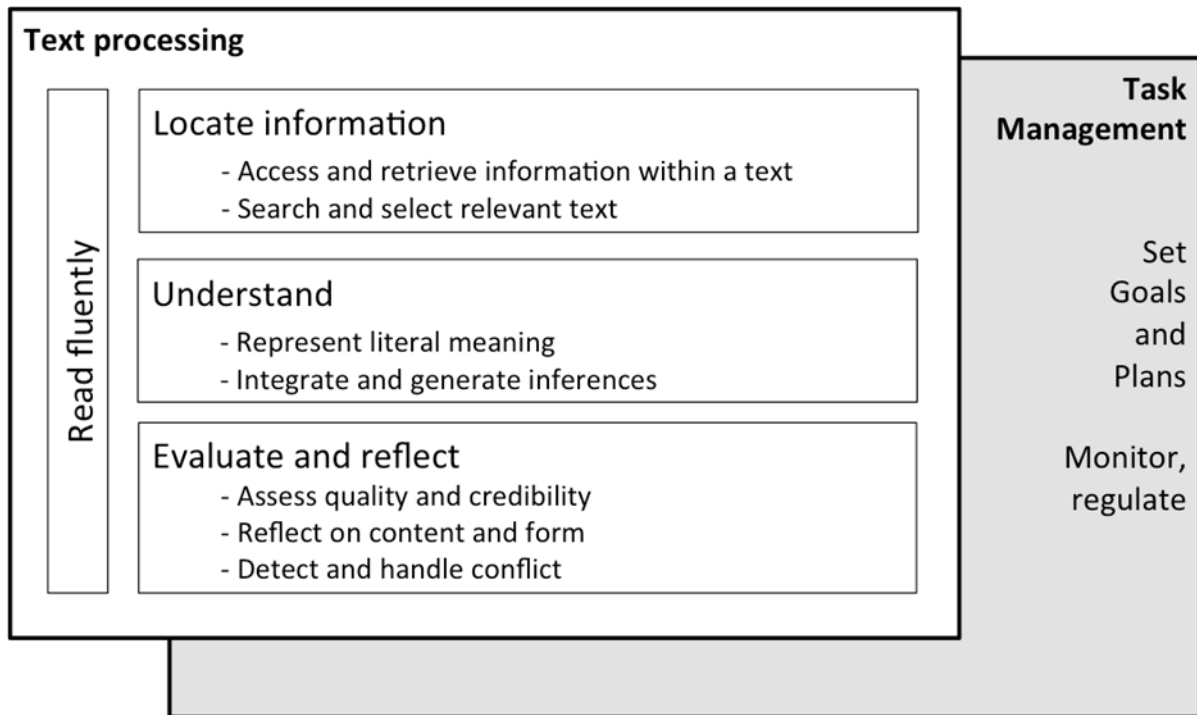 Text processing
Read fluently
Locate information
- Access and retrieve information within a text
- Search and select relevant text
Understand
- Represent literal meaning
- Integrate and generate inferences
Evaluate and reflect
- Assess quality and credibility
- Reflect on content and form
- Detect and handle conflict
Task
Management
Set
Goals
and
Plans
Monitor,
regulate